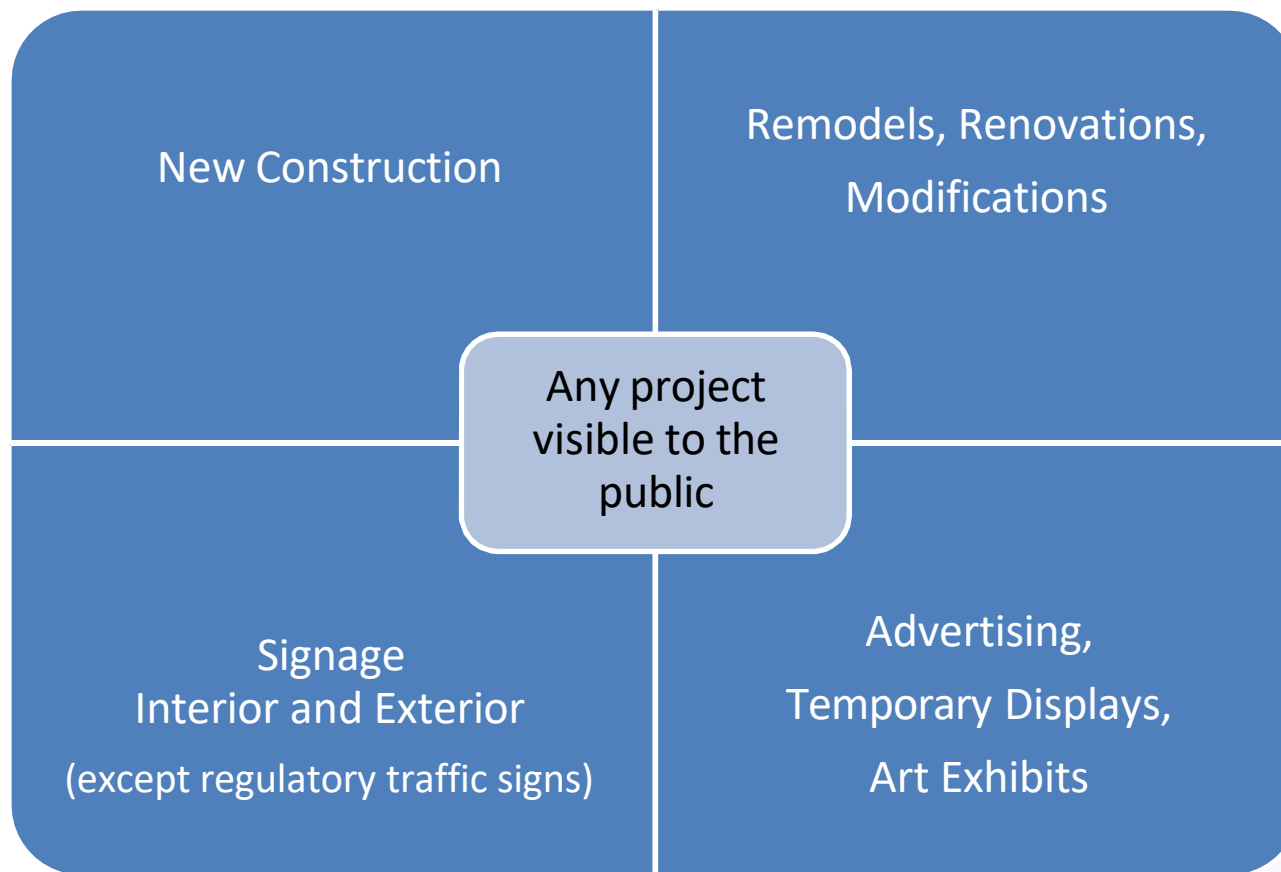 New Construction
Remodels, Renovations,
Modifications
Any project
visible to the
public
Signage
Interior and Exterior
(except regulatory traffic signs)
Advertising,
Temporary Displays,
Art Exhibits